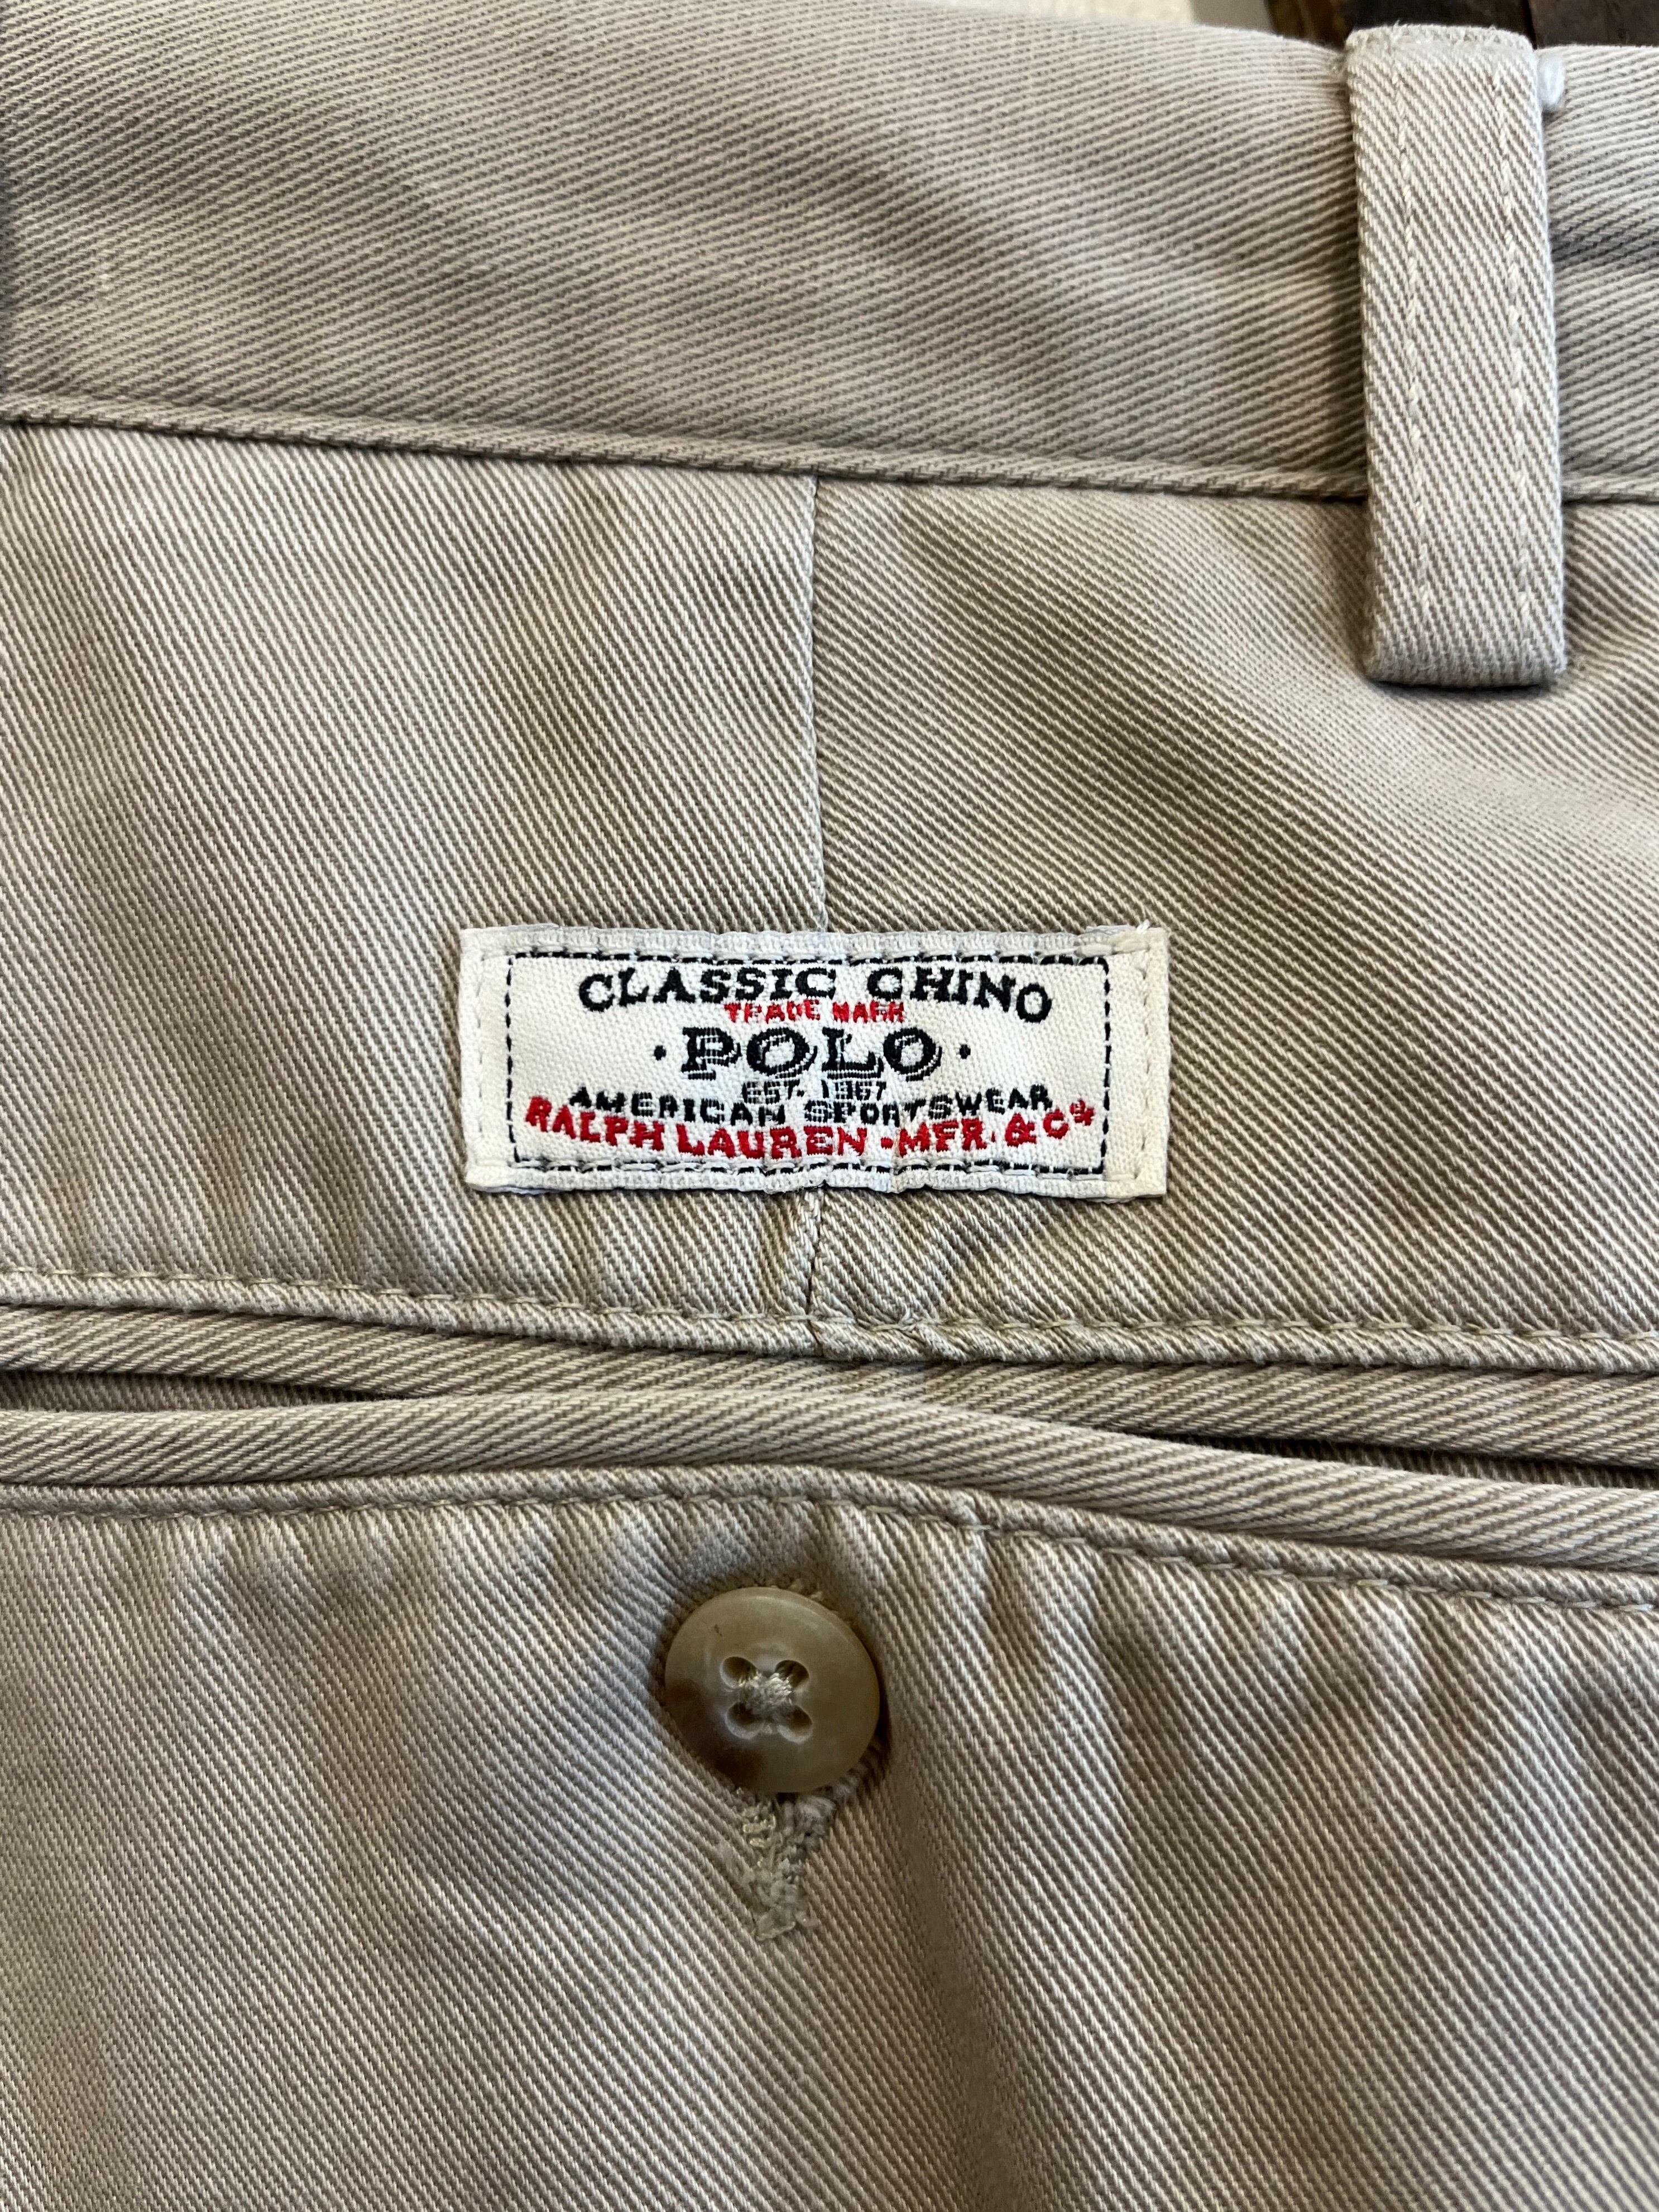 CLASSIC CHINO
TRADE MARK
· POLO ·
EST. 1967
AMERICAN SPORTSWEAR
RALPH LAUREN · MFR. & Co.